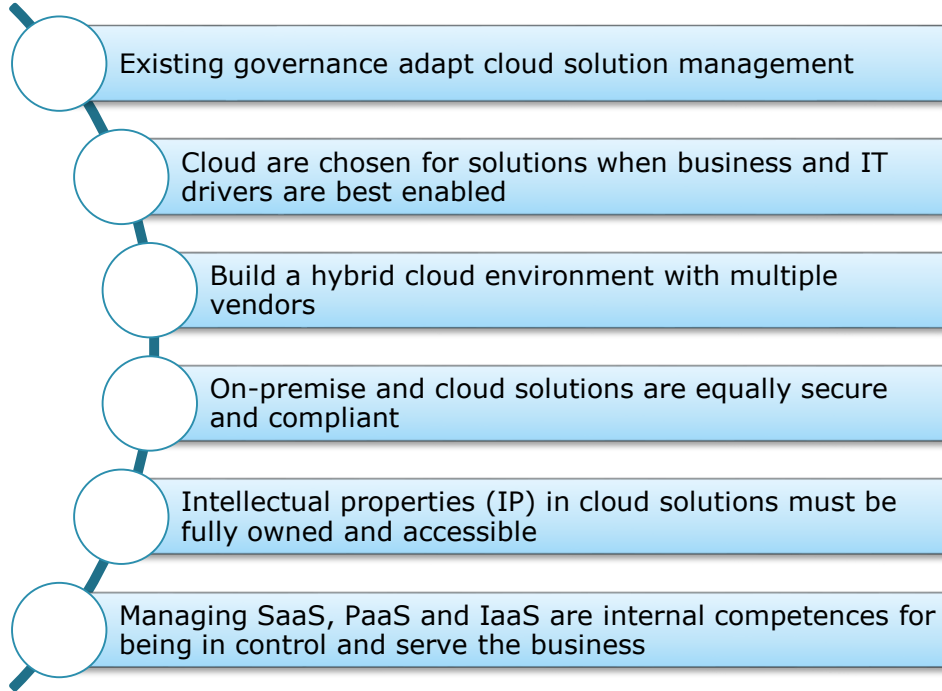 Existing governance adapt cloud solution management
Cloud are chosen for solutions when business and IT
drivers are best enabled
Build a hybrid cloud environment with multiple
vendors
On-premise and cloud solutions are equally secure
and compliant
Intellectual properties (IP) in cloud solutions must be
fully owned and accessible
Managing SaaS, PaaS and IaaS are internal competences for
being in control and serve the business